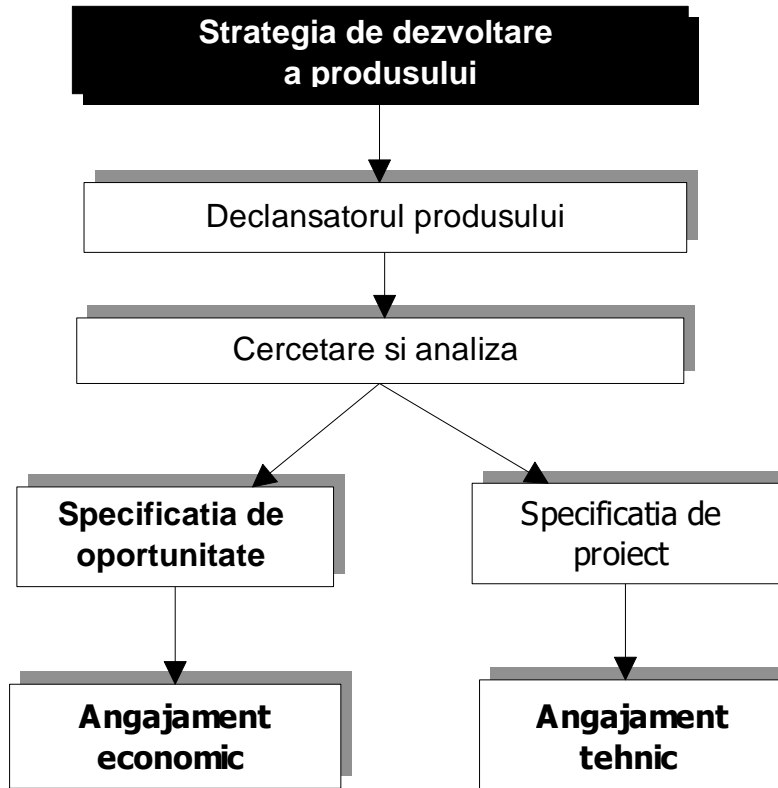 Strategia de dezvoltare
a produsului
Declansatorul produsului
Cercetare si analiza
Specificatia de
oportunitate
Specificatia de
proiect
Angajament
economic
Angajament
tehnic